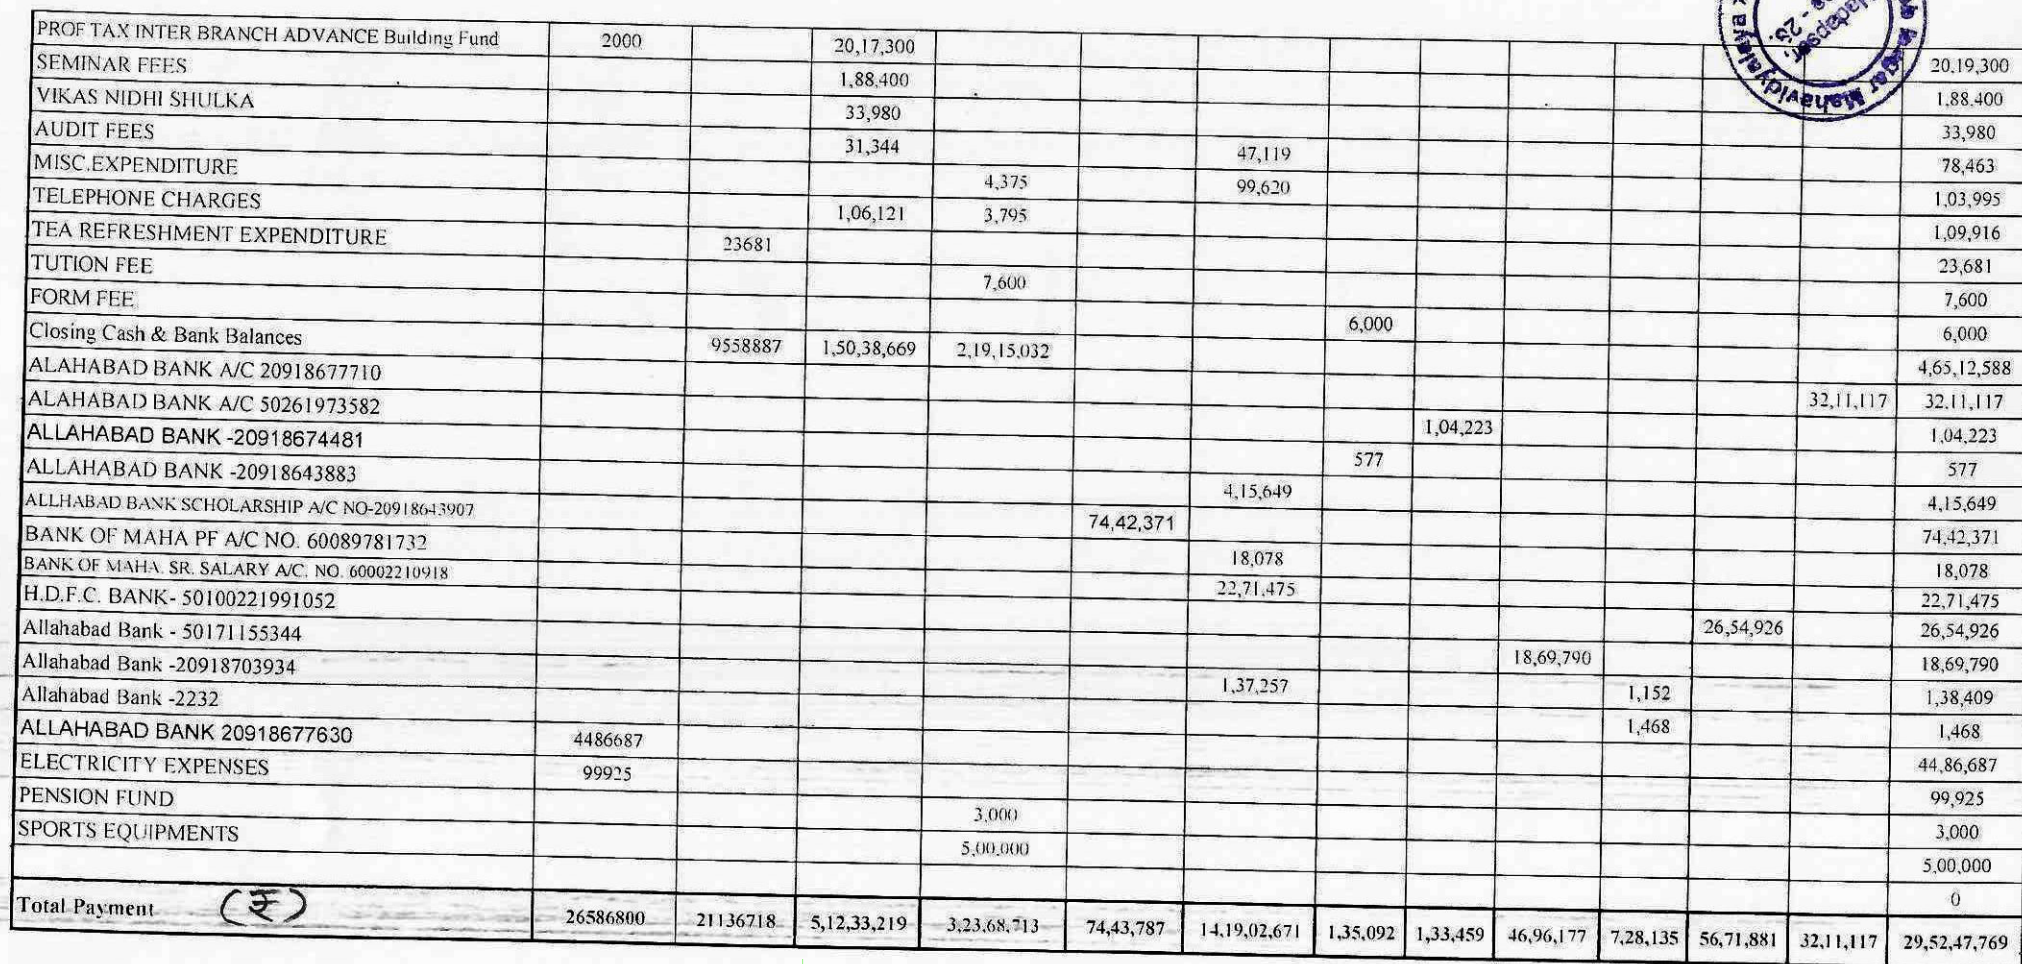 PROF TAX INTER BRANCH ADVANCE Building Fund 2000 20,17,300 20,19,300
SEMINAR FEES 1,88,400 1,88,400
VIKAS NIDHI SHULKA 33,980 33,980
AUDIT FEES 31,344 47,119 78,463
MISC.EXPENDITURE 4,375 99,620 1,03,995
TELEPHONE CHARGES 1,06,121 3,795 1,09,916
TEA REFRESHMENT EXPENDITURE 23681 23,681
TUTION FEE 7,600 7,600
FORM FEE 6,000 6,000
Closing Cash & Bank Balances 9558887 1,50,38,669 2,19,15,032 4,65,12,588
ALAHABAD BANK A/C 20918677710 32,11,117 32,11,117
ALAHABAD BANK A/C 50261973582 1,04,223 1,04,223
ALLAHABAD BANK -20918674481 577 577
ALLAHABAD BANK -20918643883 4,15,649 4,15,649
ALLHABAD BANK SCHOLARSHIP A/C NO-20918643907 74,42,371 74,42,371
BANK OF MAHA PF A/C NO. 60089781732 18,078 18,078
BANK OF MAHA. SR. SALARY A/C. NO. 60002210918 22,71,475 22,71,475
H.D.F.C. BANK- 50100221991052 26,54,926 26,54,926
Allahabad Bank - 50171155344 18,69,790 18,69,790
Allahabad Bank -20918703934 1,37,257 1,152 1,38,409
Allahabad Bank -2232 1,468 1,468
ALLAHABAD BANK 20918677630 4486687 44,86,687
ELECTRICITY EXPENSES 99925 99,925
PENSION FUND 3,000 3,000
SPORTS EQUIPMENTS 5,00,000 5,00,000
0
Total Payment (₹) 26586800 21136718 5,12,33,219 3,23,68,713 74,43,787 14,19,02,671 1,35,092 1,33,459 46,96,177 7,28,135 56,71,881 32,11,117 29,52,47,769
Mahavidyalaya
Hadapsar,